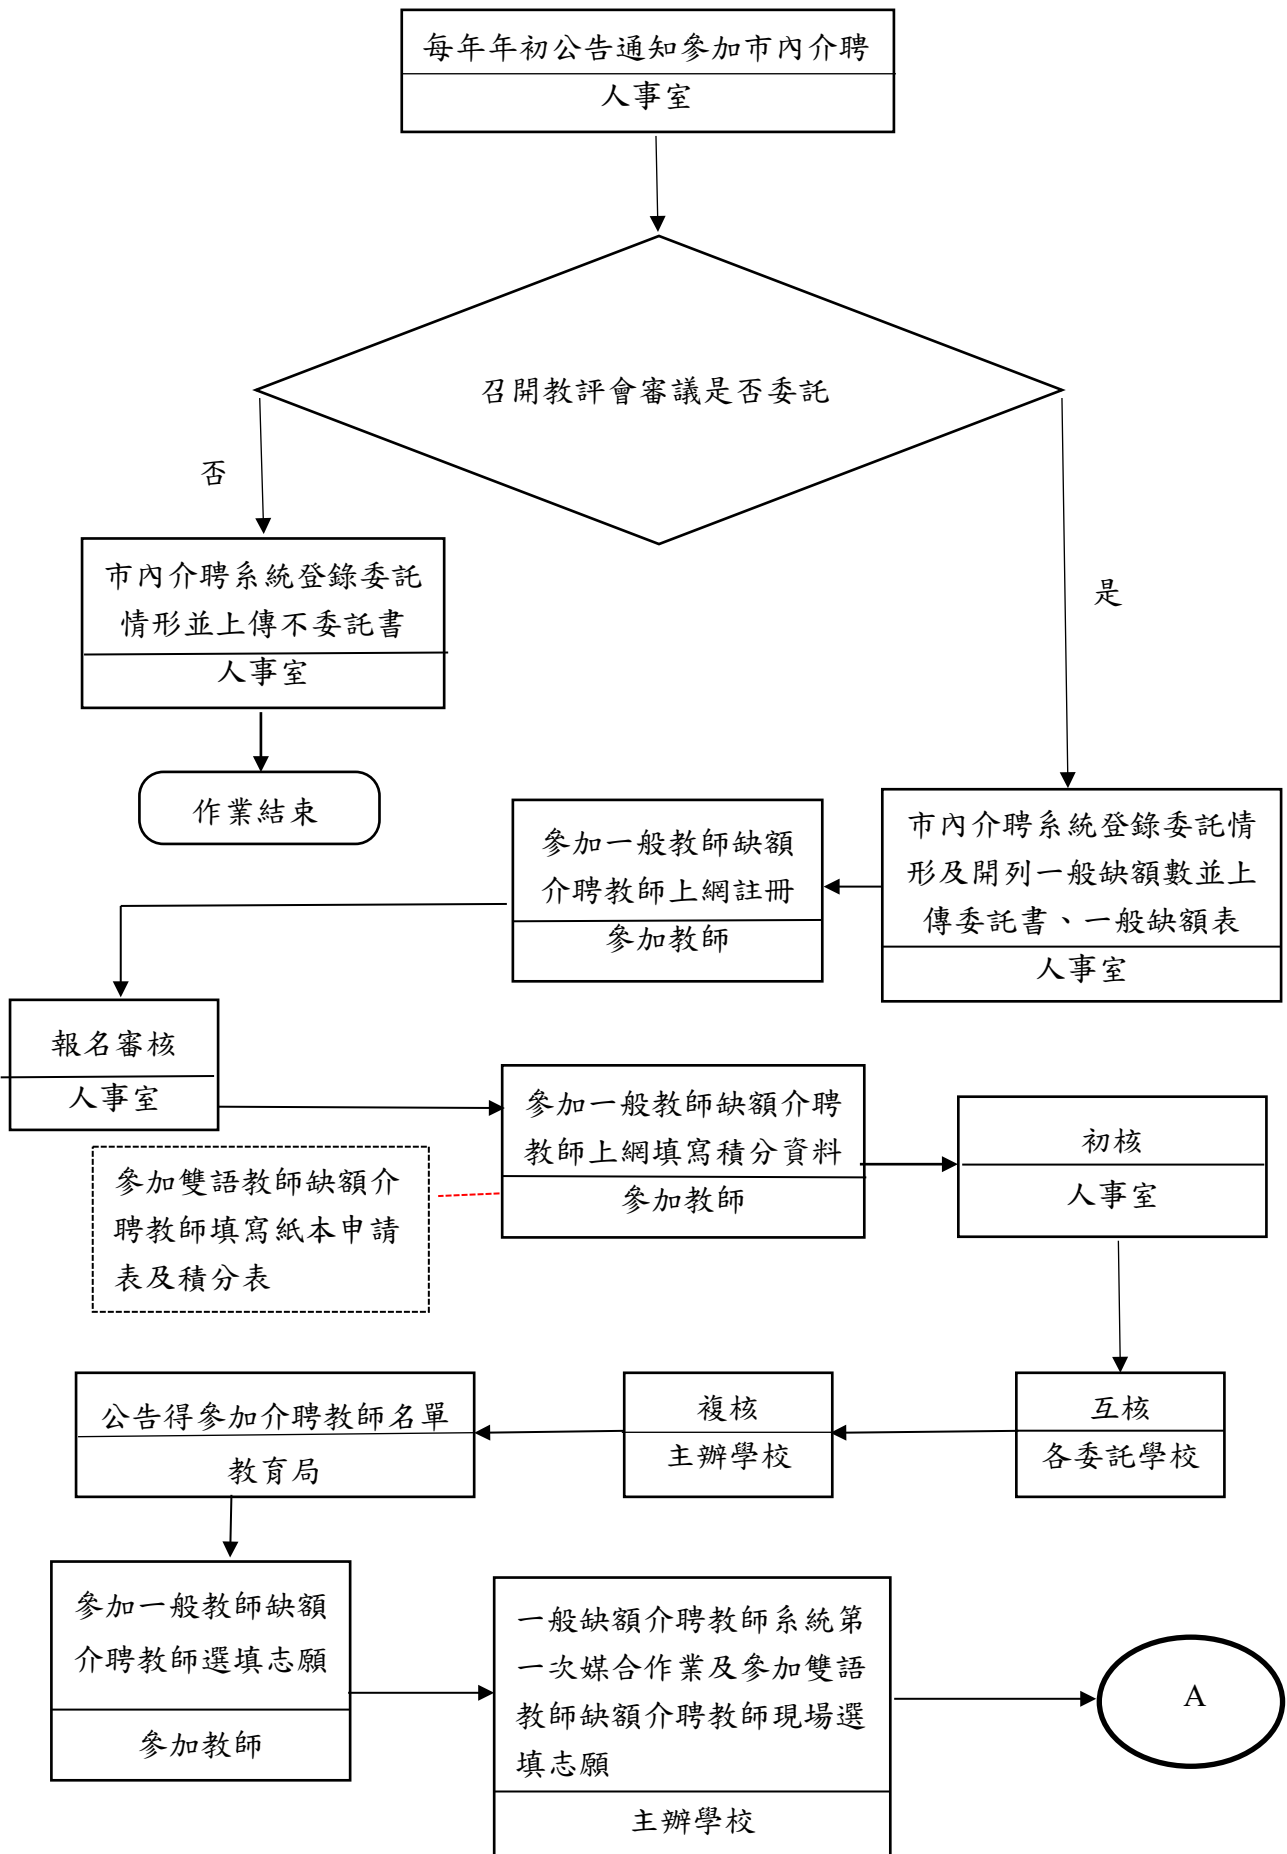 每年年初公告通知參加市內介聘
人事室
召開教評會審議是否委託
否
是
市內介聘系統登錄委託
情形並上傳不委託書
人事室
作業結束
市內介聘系統登錄委託情
形及開列一般缺額數並上
傳委託書、一般缺額表
人事室
參加一般教師缺額
介聘教師上網註冊
參加教師
報名審核
人事室
參加一般教師缺額介聘
教師上網填寫積分資料
參加教師
參加雙語教師缺額介
聘教師填寫紙本申請
表及積分表
初核
人事室
互核
各委託學校
複核
主辦學校
公告得參加介聘教師名單
教育局
參加一般教師缺額
介聘教師選填志願
參加教師
一般缺額介聘教師系統第
一次媒合作業及參加雙語
教師缺額介聘教師現場選
填志願
主辦學校
A